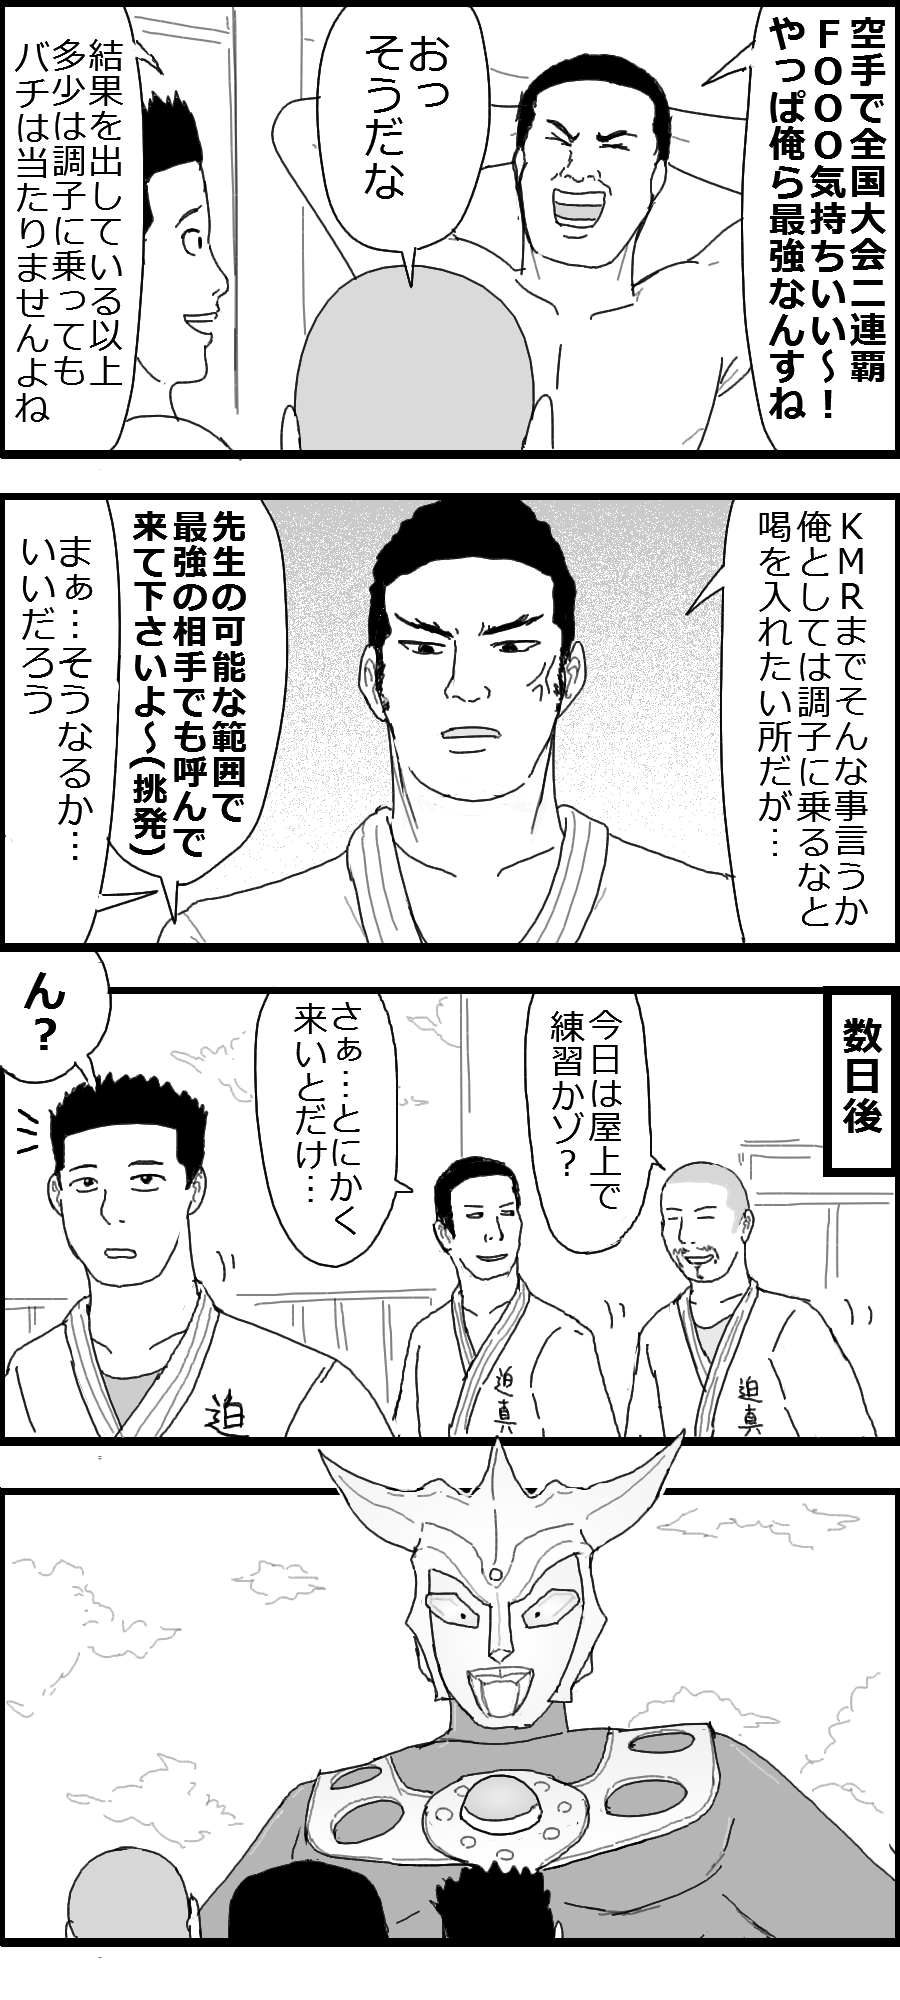 空手で全国大会二連覇
FOOO気持ちいい～!
やっぱ俺ら最強なんすね
おっ
そうだな
結果を出している以上
多少は調子に乗っても
バチは当たりませんよね
KMRまでそんな事言うか
俺としては調子に乗るなと
喝を入れたい所だが…
先生の可能な範囲で
最強の相手でも呼んで
来て下さいよ～(挑発)
まぁ…そうなるか…
いいだろう
数日後
今日は屋上で
練習かゾ?
さぁ…とにかく
来いとだけ…
ん?
迫真
迫真
迫